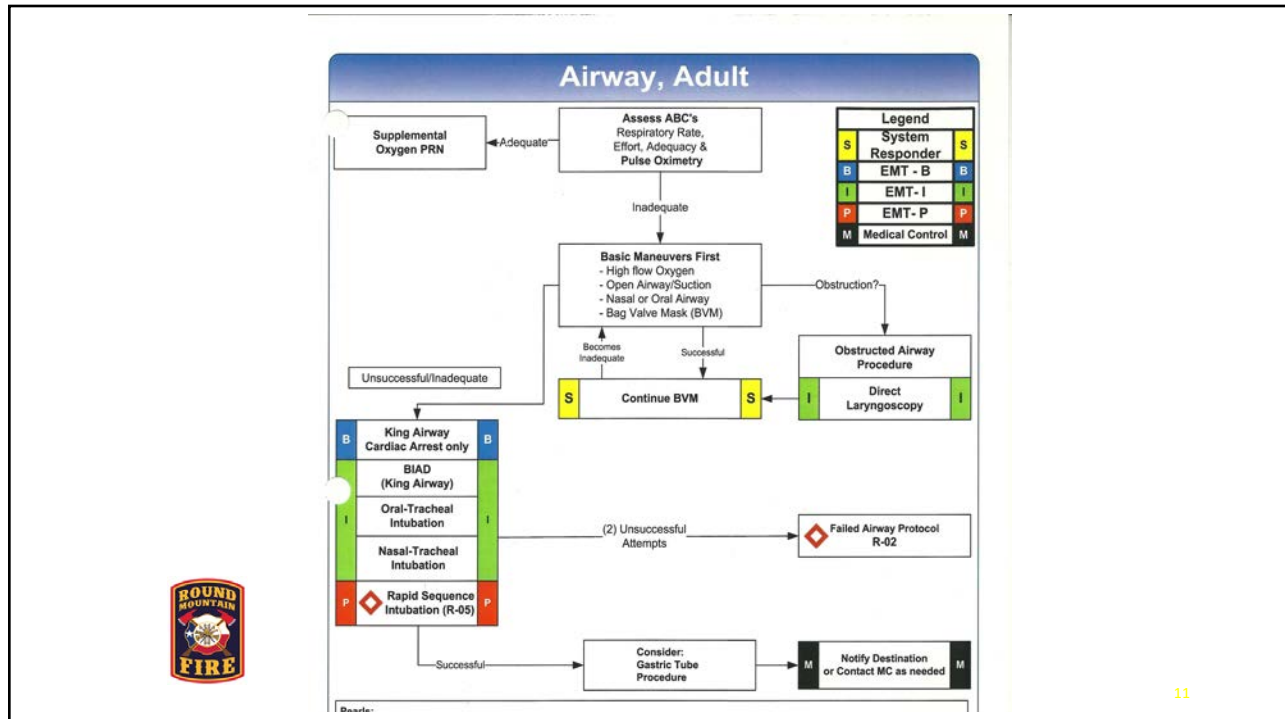 Airway, Adult
Supplemental
Oxygen PRN
Adequate
Assess ABC's
Respiratory Rate,
Effort, Adequacy &
Pulse Oximetry
Legend
S System Responder S
B EMT - B B
I EMT- I I
P EMT- P P
M Medical Control M
Inadequate
Basic Maneuvers First
- High flow Oxygen
- Open Airway/Suction
- Nasal or Oral Airway
- Bag Valve Mask (BVM)
Obstruction?
Becomes
Inadequate
Successful
Obstructed Airway
Procedure
I Direct I
Laryngoscopy
Unsuccessful/Inadequate
S Continue BVM S
B King Airway B
Cardiac Arrest only
BIAD
(King Airway)
I Oral-Tracheal I
Intubation
Nasal-Tracheal
Intubation
P Rapid Sequence P
Intubation (R-05)
(2) Unsuccessful
Attempts
Failed Airway Protocol
R-02
Successful
Consider:
Gastric Tube
Procedure
M Notify Destination M
or Contact MC as needed
Pearls:
ROUND
MOUNTAIN
FIRE
11